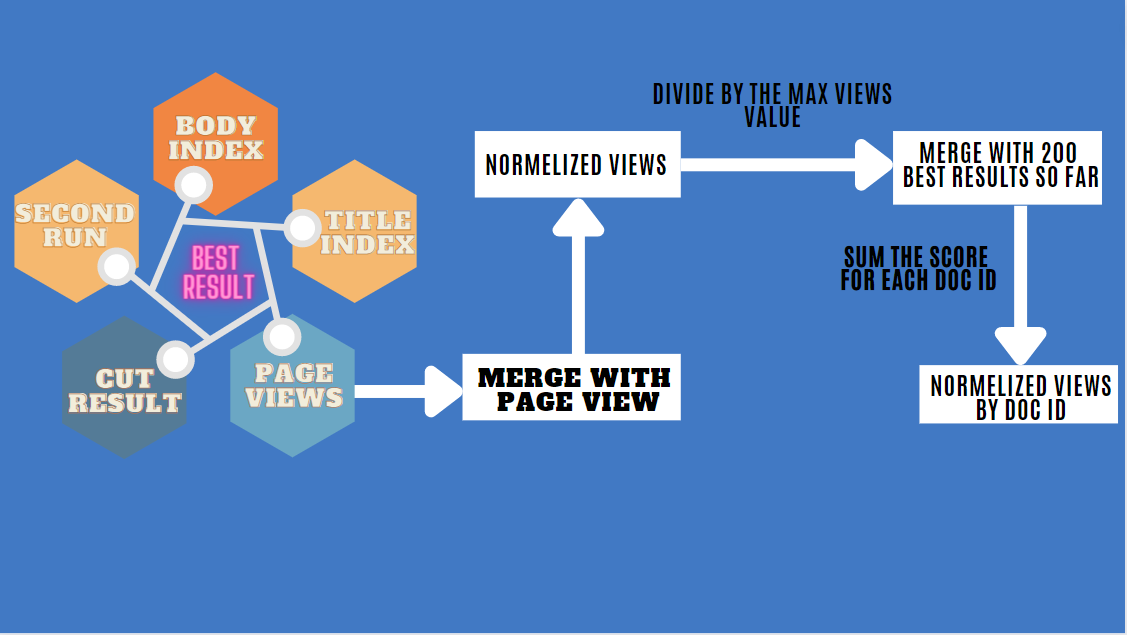 BODY
INDEX
SECOND
RUN
TITLE
INDEX
BEST
RESULT
CUT
RESULT
PAGE
VIEWS
MERGE WITH
PAGE VIEW
NORMELIZED VIEWS
DIVIDE BY THE MAX VIEWS
VALUE
MERGE WITH 200
BEST RESULTS SO FAR
SUM THE SCORE
FOR EACH DOC ID
NORMELIZED VIEWS
BY DOC ID